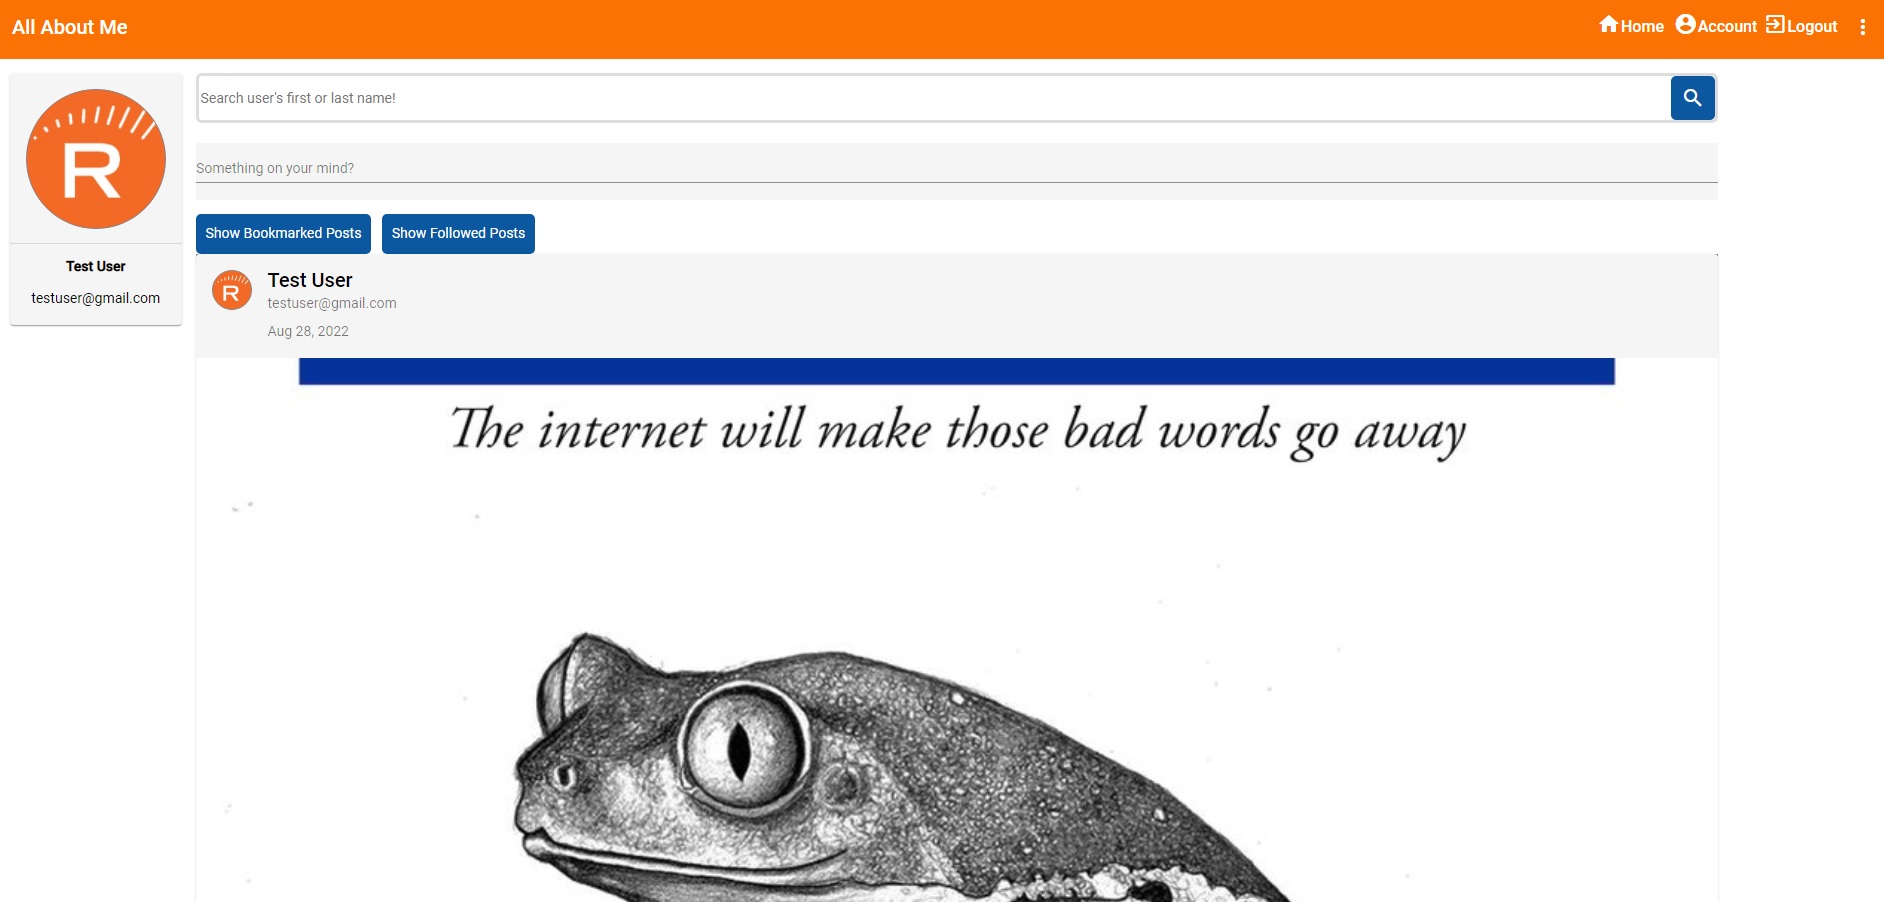 All About Me
Home Account Logout
R
Test User
testuser@gmail.com
Search user's first or last name!
Something on your mind?
Show Bookmarked Posts Show Followed Posts
R
Test User
testuser@gmail.com
Aug 28, 2022
The internet will make those bad words go away